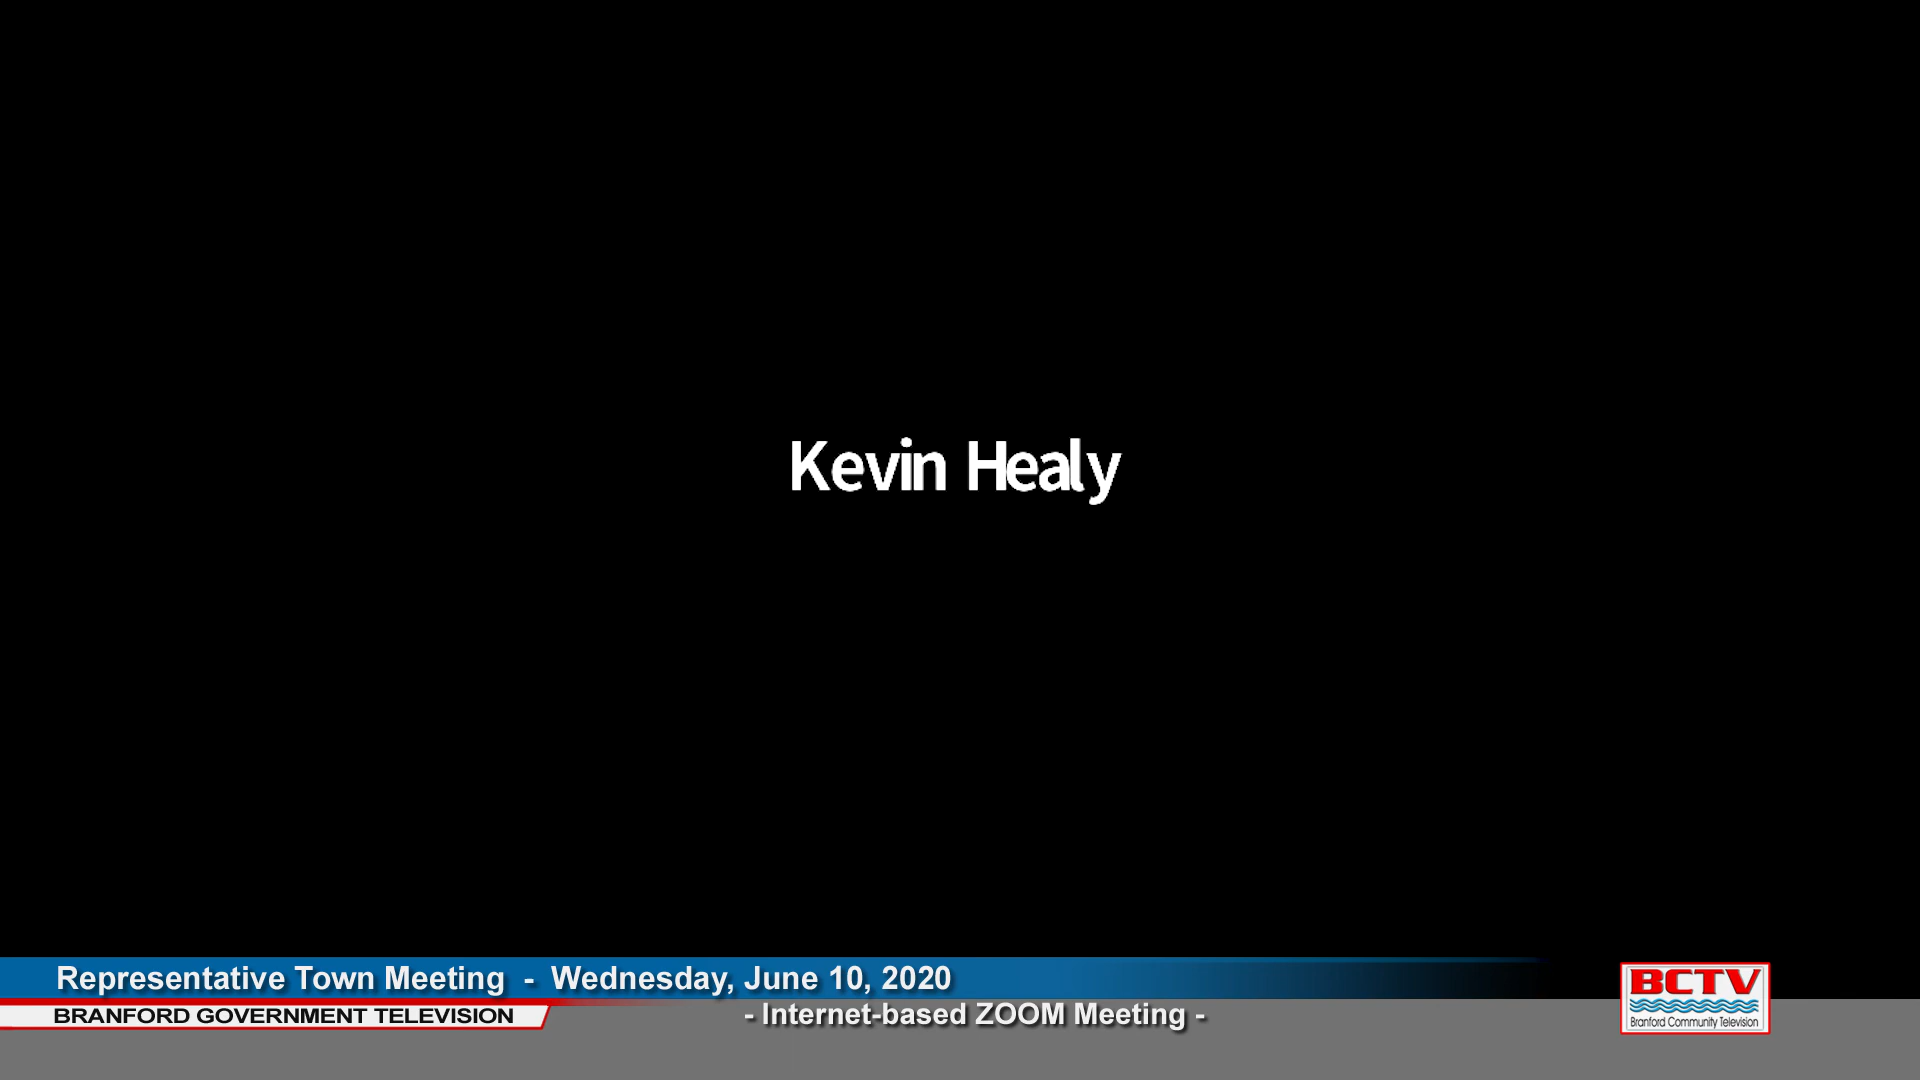 Kevin Healy
Representative Town Meeting - Wednesday, June 10, 2020
BRANFORD GOVERNMENT TELEVISION
- Internet-based ZOOM Meeting -
BCTV
Branford Community Television